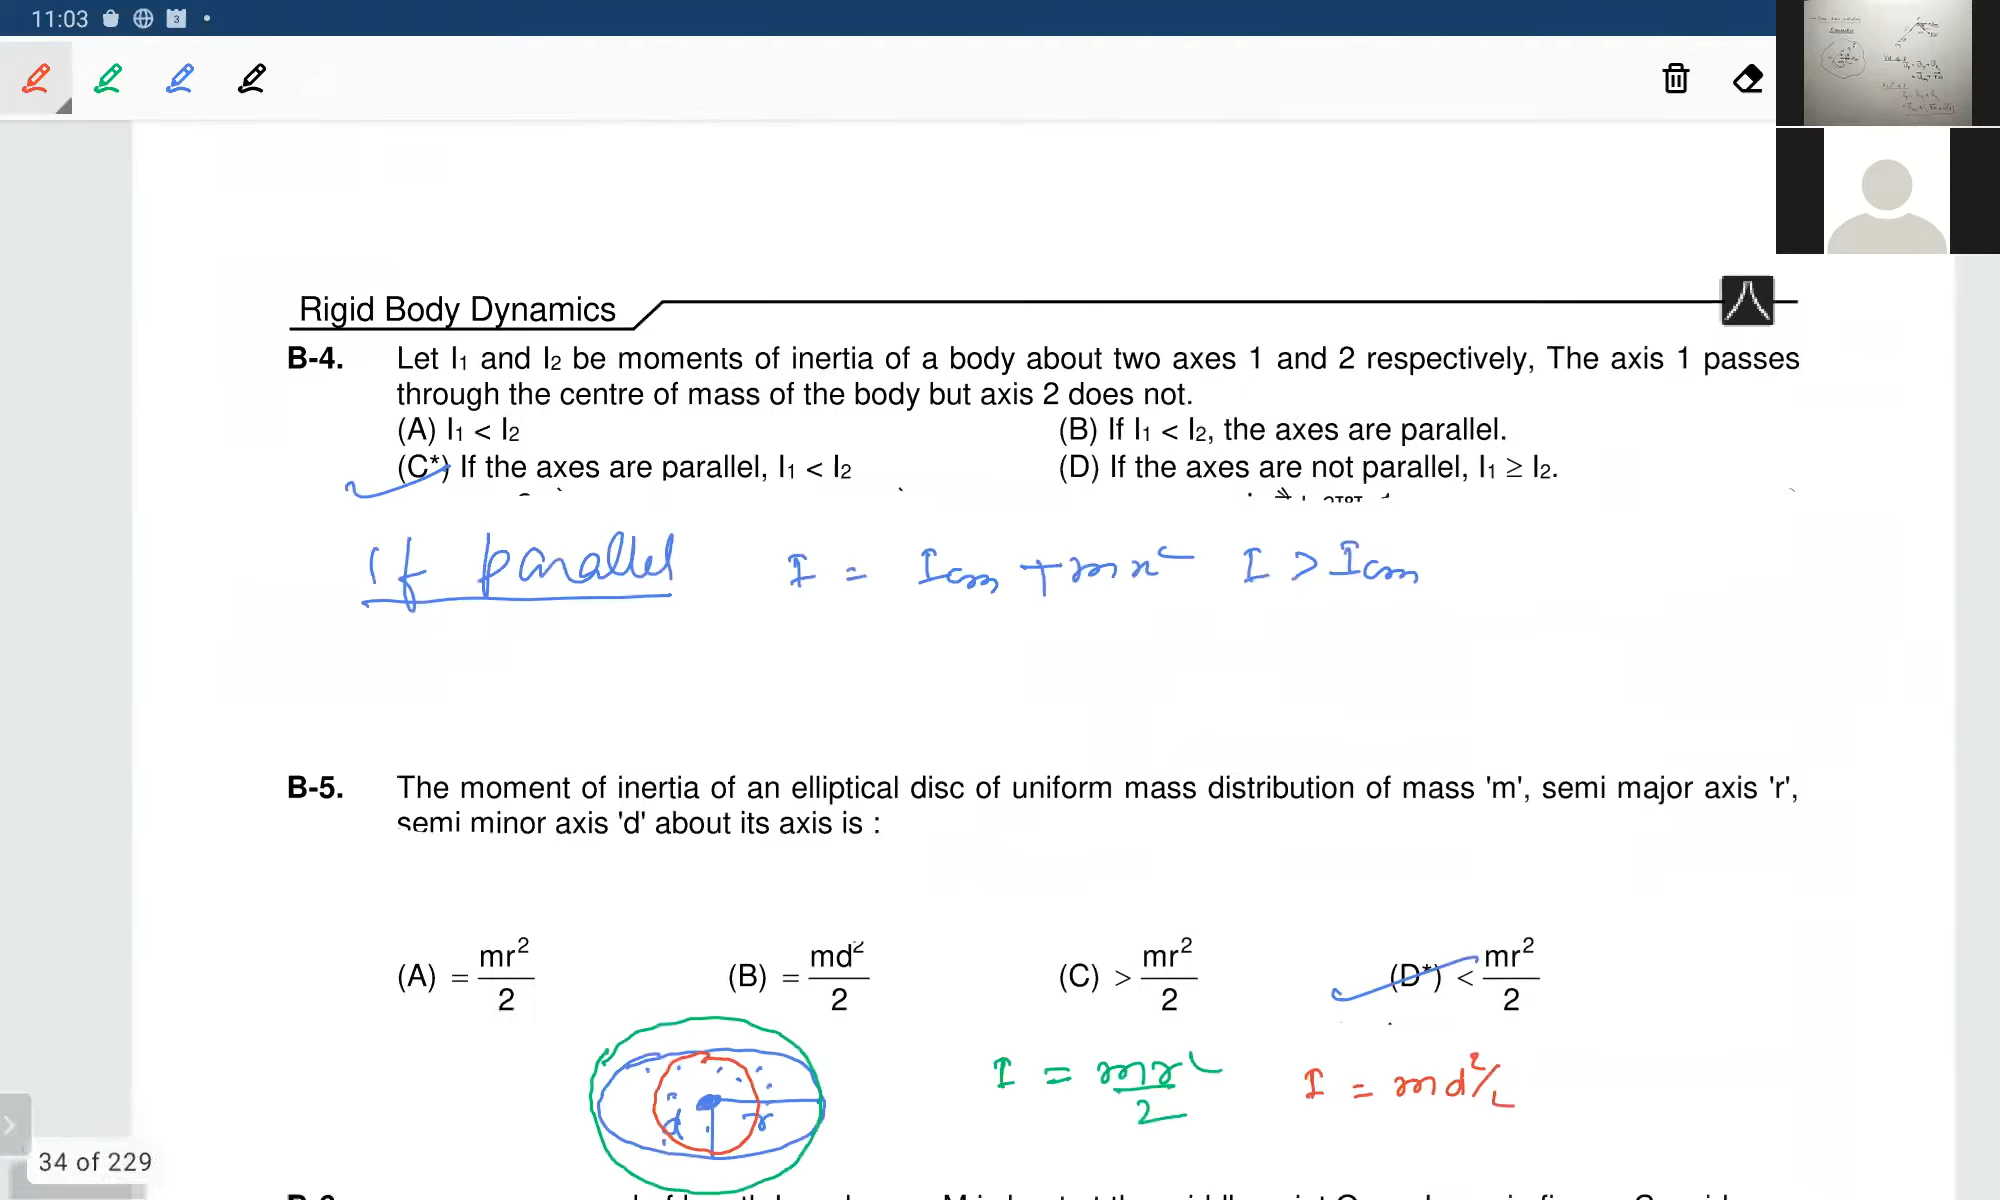 11:03
3
Rigid Body Dynamics
B-4. Let I₁ and I₂ be moments of inertia of a body about two axes 1 and 2 respectively, The axis 1 passes
through the centre of mass of the body but axis 2 does not.
(A) I₁ < I₂ (B) If I₁ < I₂, the axes are parallel.
(C*) If the axes are parallel, I₁ < I₂ (D) If the axes are not parallel, I₁ ≥ I₂.
If parallel I = Icm + mx² I > Icm
B-5. The moment of inertia of an elliptical disc of uniform mass distribution of mass 'm', semi major axis 'r',
semi minor axis 'd' about its axis is :
(A) = mr²/2 (B) = md²/2 (C) > mr²/2 (D*) < mr²/2
I = mr²/2 I = md²/2
d r
34 of 229